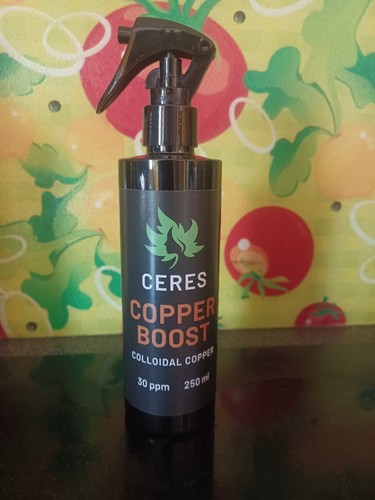 CERES
COPPER
BOOST
COLLOIDAL COPPER
30 ppm 250 ml